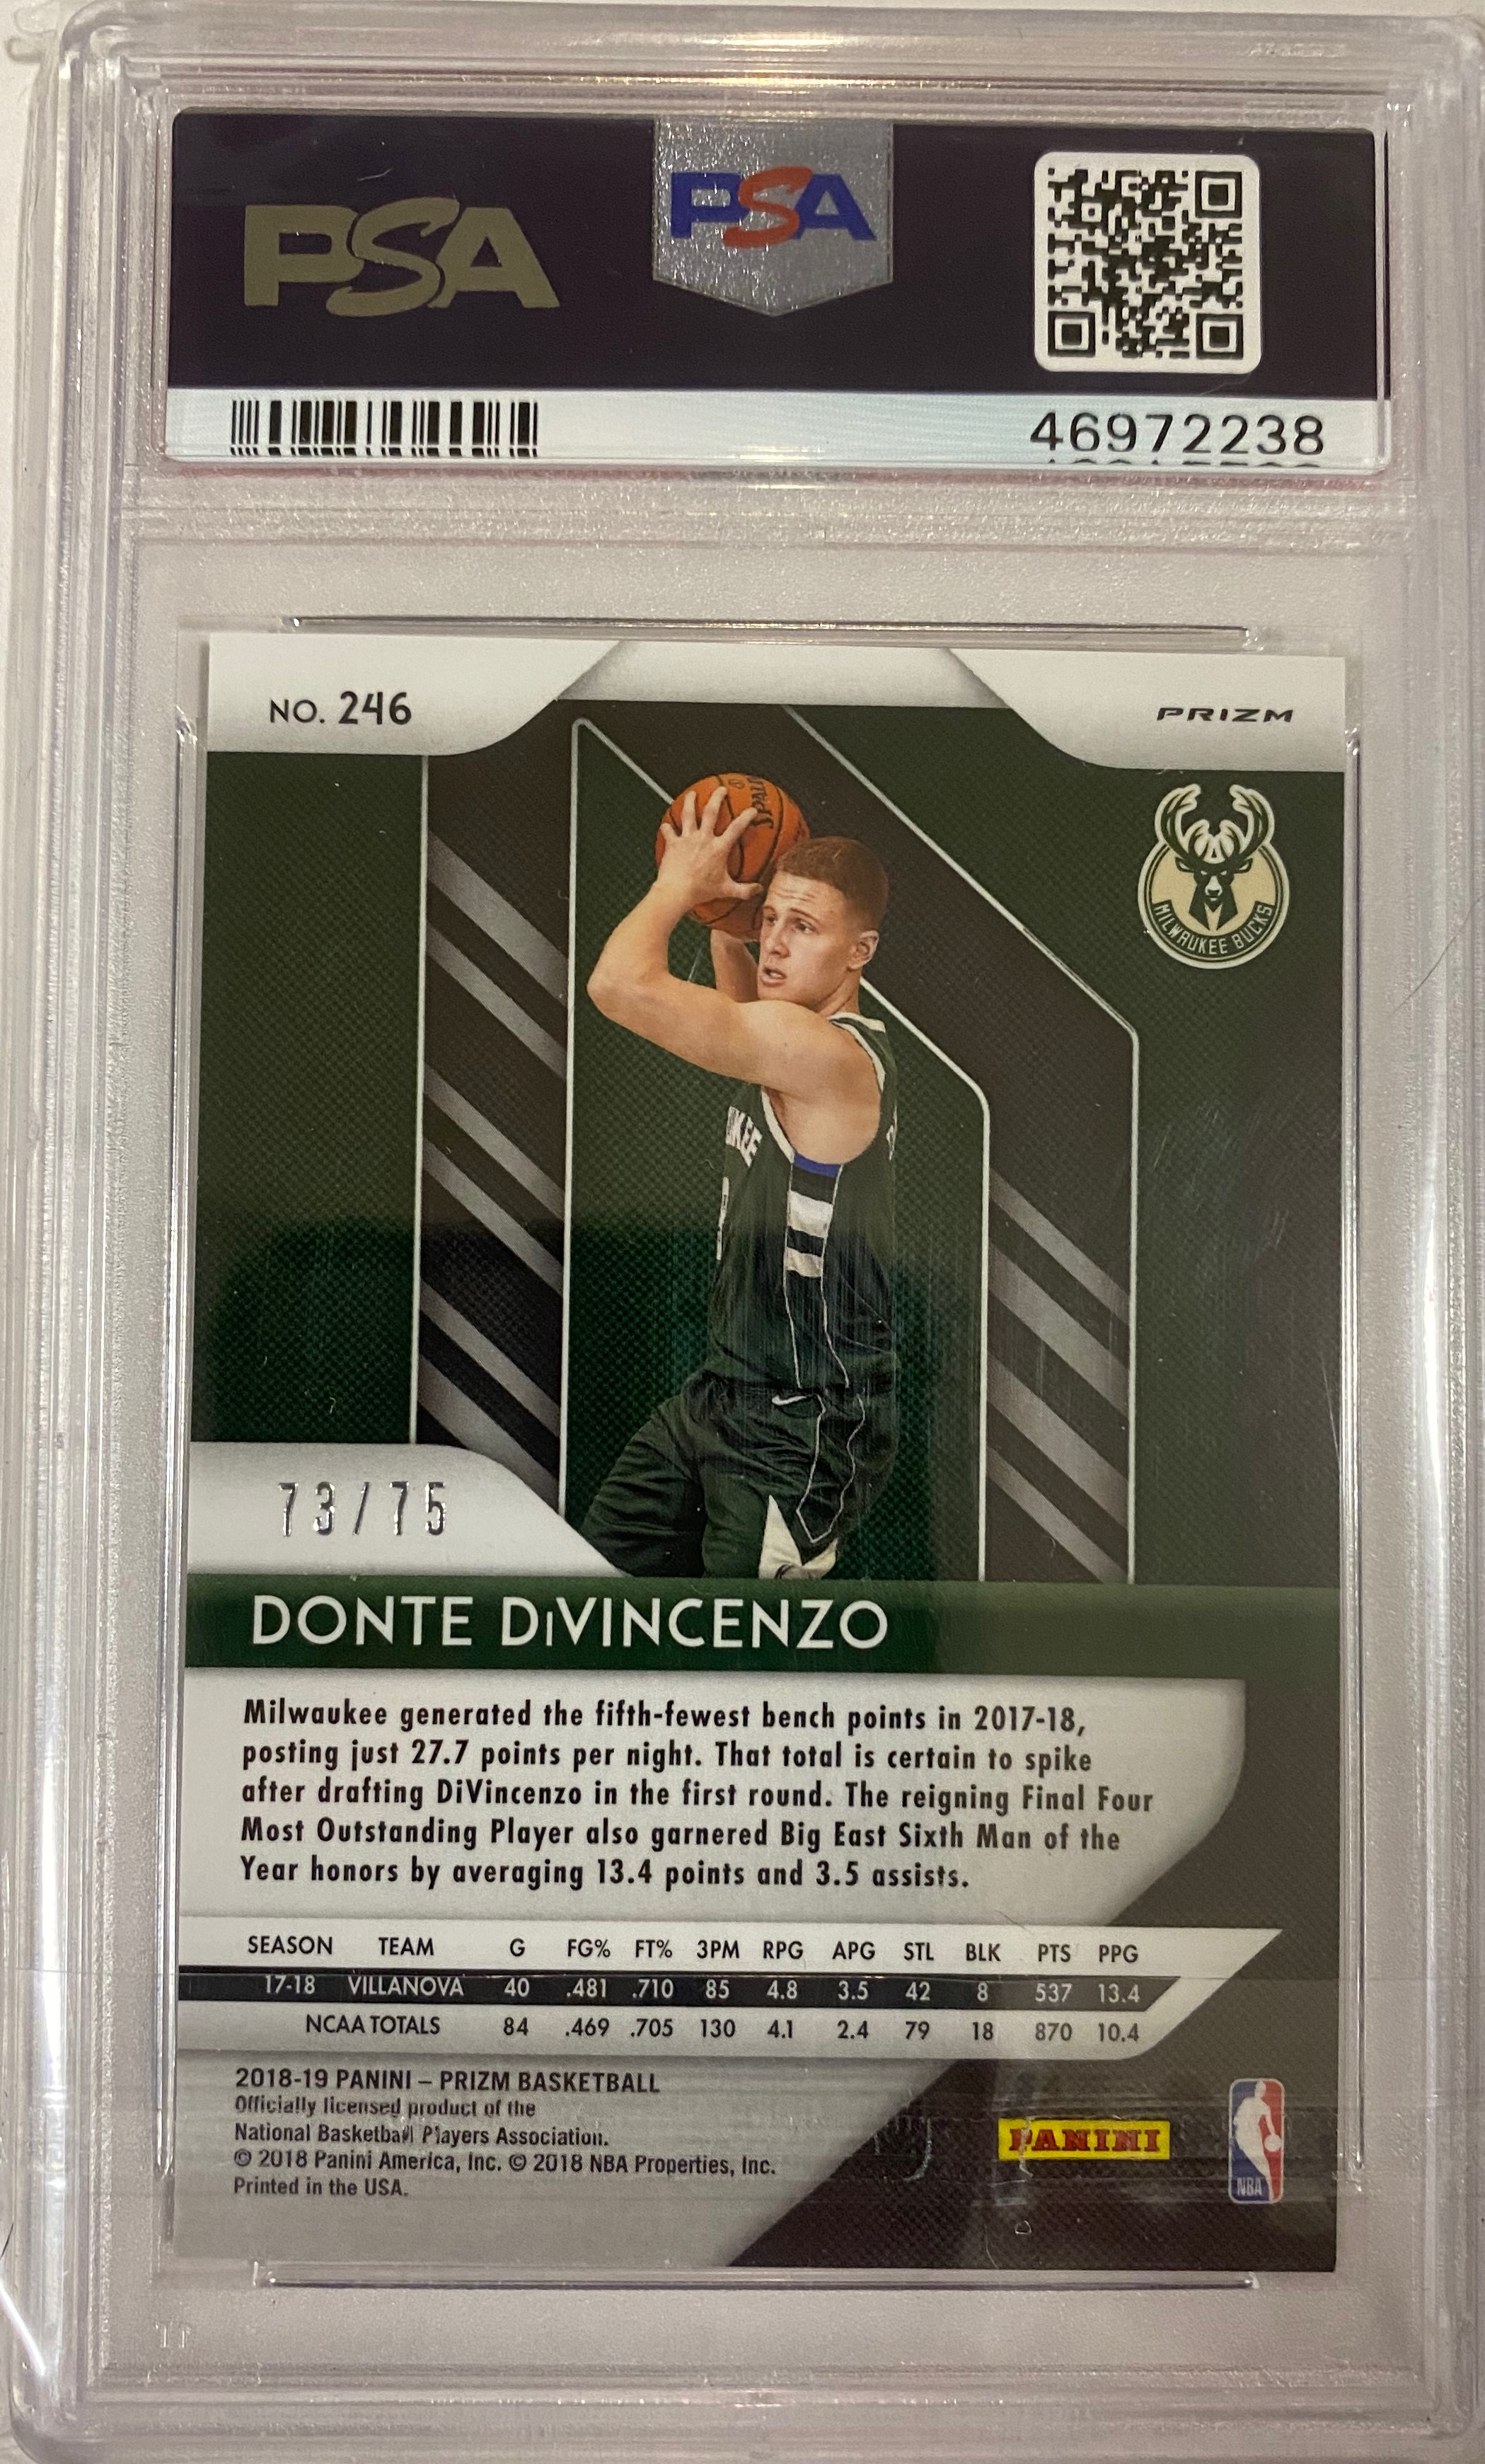 PSA
PSA
46972238
NO. 246
PRIZM
SPALDING
MILWAUKEE BUCKS
73/75
DONTE DiVINCENZO
Milwaukee generated the fifth-fewest bench points in 2017-18,
posting just 27.7 points per night. That total is certain to spike
after drafting DiVincenzo in the first round. The reigning Final Four
Most Outstanding Player also garnered Big East Sixth Man of the
Year honors by averaging 13.4 points and 3.5 assists.
SEASON TEAM G FG% FT% 3PM RPG APG STL BLK PTS PPG
17-18 VILLANOVA 40 .481 .710 85 4.8 3.5 42 8 537 13.4
NCAA TOTALS 84 .469 .705 130 4.1 2.4 79 18 870 10.4
2018-19 PANINI – PRIZM BASKETBALL
Officially licensed product of the
National Basketball Players Association.
© 2018 Panini America, Inc. © 2018 NBA Properties, Inc.
Printed in the USA.
PANINI
NBA